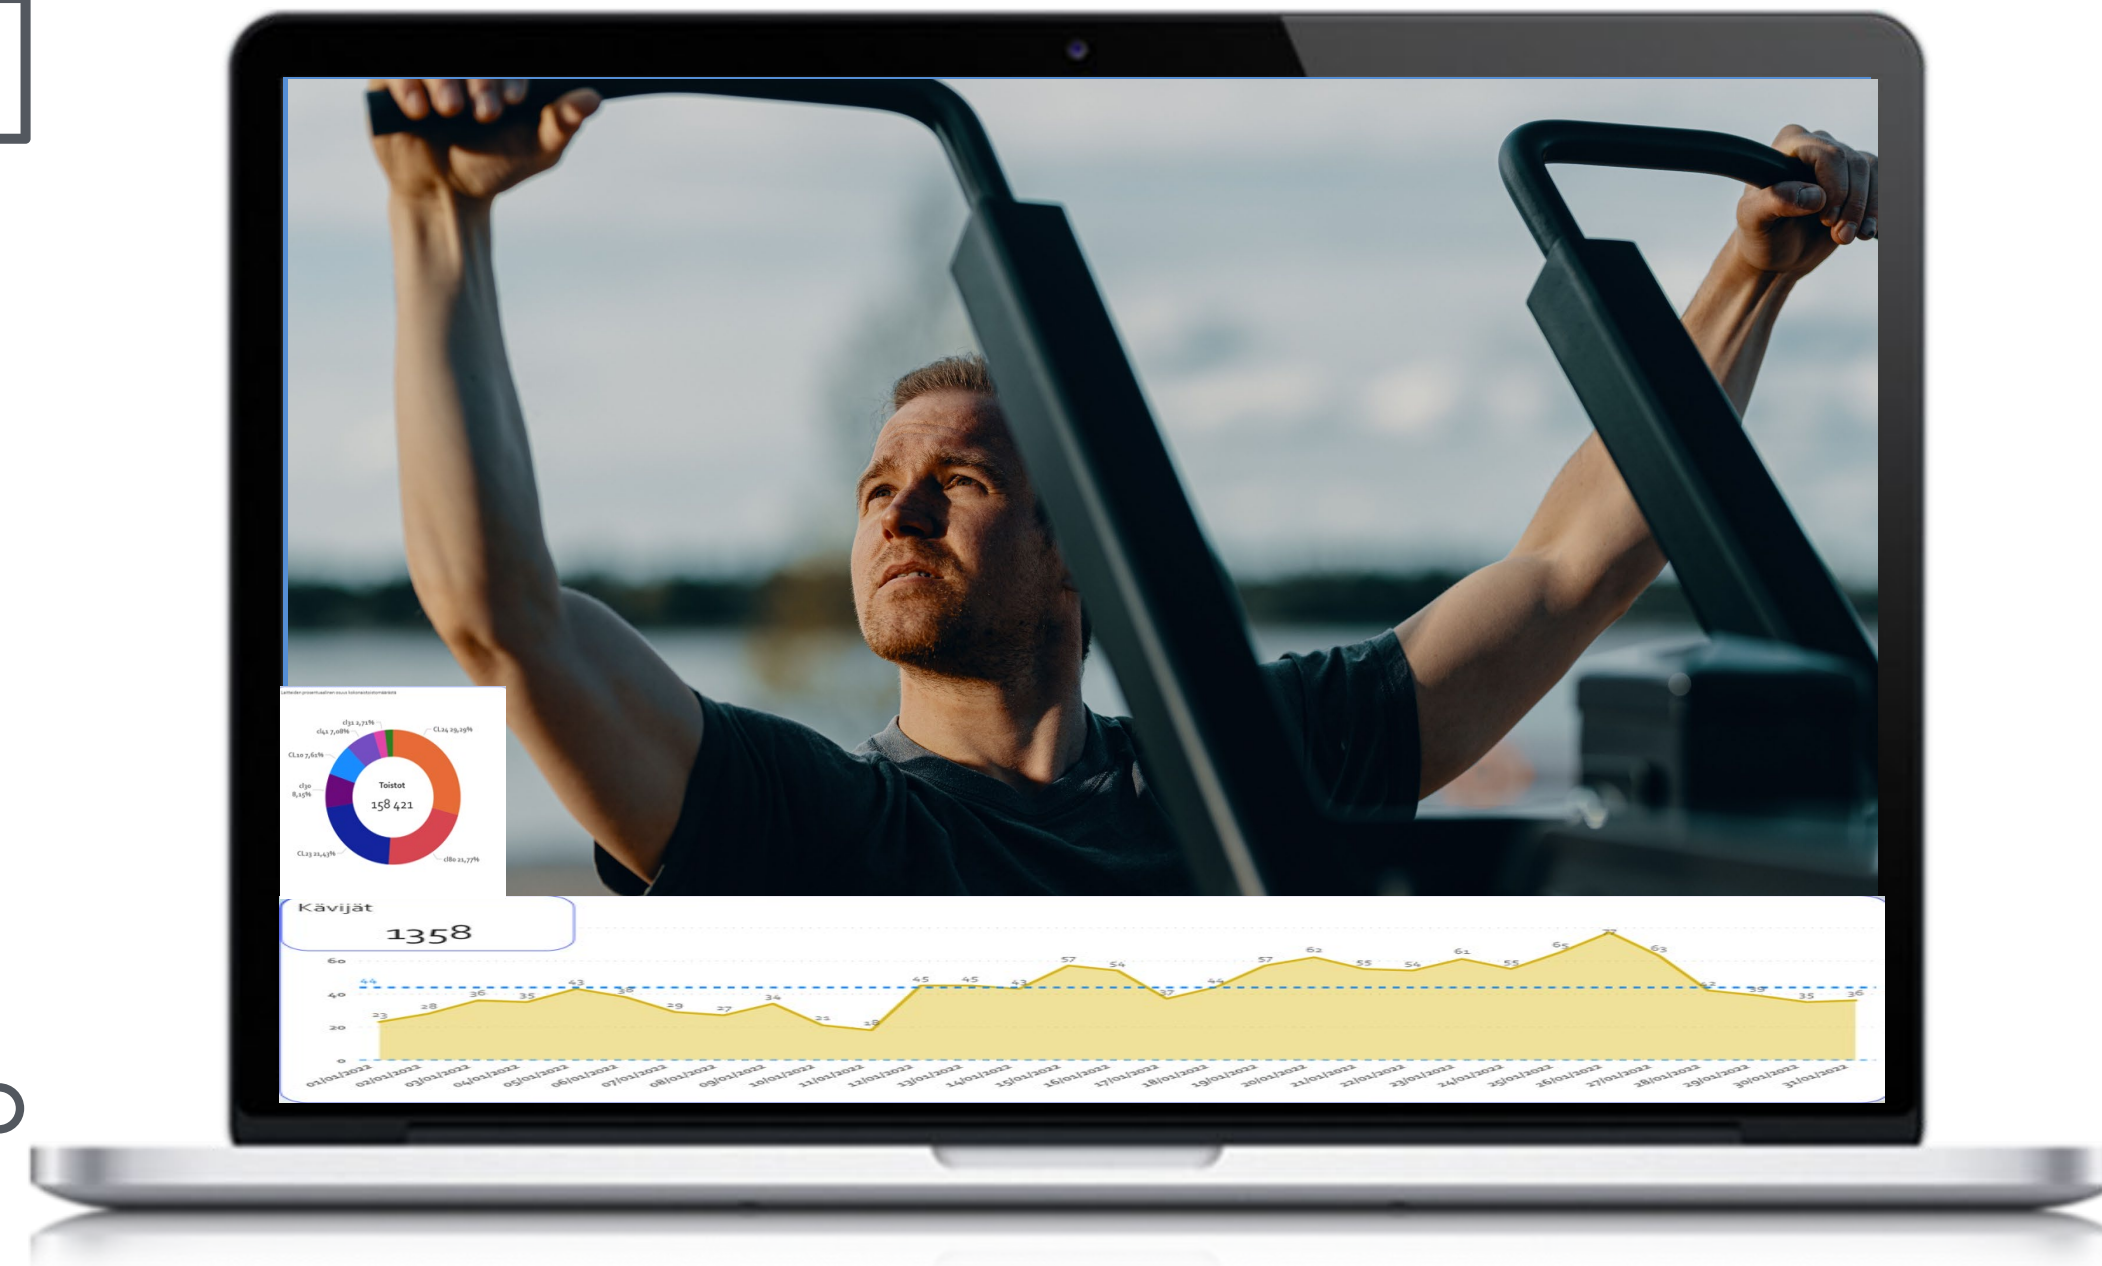 Laitteiden prosentuaalinen osuus kokonaistoistomäärästä
cl31 2,71%
cl41 7,08%
CL24 29,29%
CL10 7,61%
cl30
8,15%
Toistot
158 421
CL23 21,43%
cl80 21,77%
Kävijät
1358
60
44
40
20
0
23 28 36 35 43 38 29 27 34 21 18 45 45 43 57 54 37 44 57 62 55 54 61 55 65 77 63 42 39 35 36
01/01/2022 02/01/2022 03/01/2022 04/01/2022 05/01/2022 06/01/2022 07/01/2022 08/01/2022 09/01/2022 10/01/2022 11/01/2022 12/01/2022 13/01/2022 14/01/2022 15/01/2022 16/01/2022 17/01/2022 18/01/2022 19/01/2022 20/01/2022 21/01/2022 22/01/2022 23/01/2022 24/01/2022 25/01/2022 26/01/2022 27/01/2022 28/01/2022 29/01/2022 30/01/2022 31/01/2022